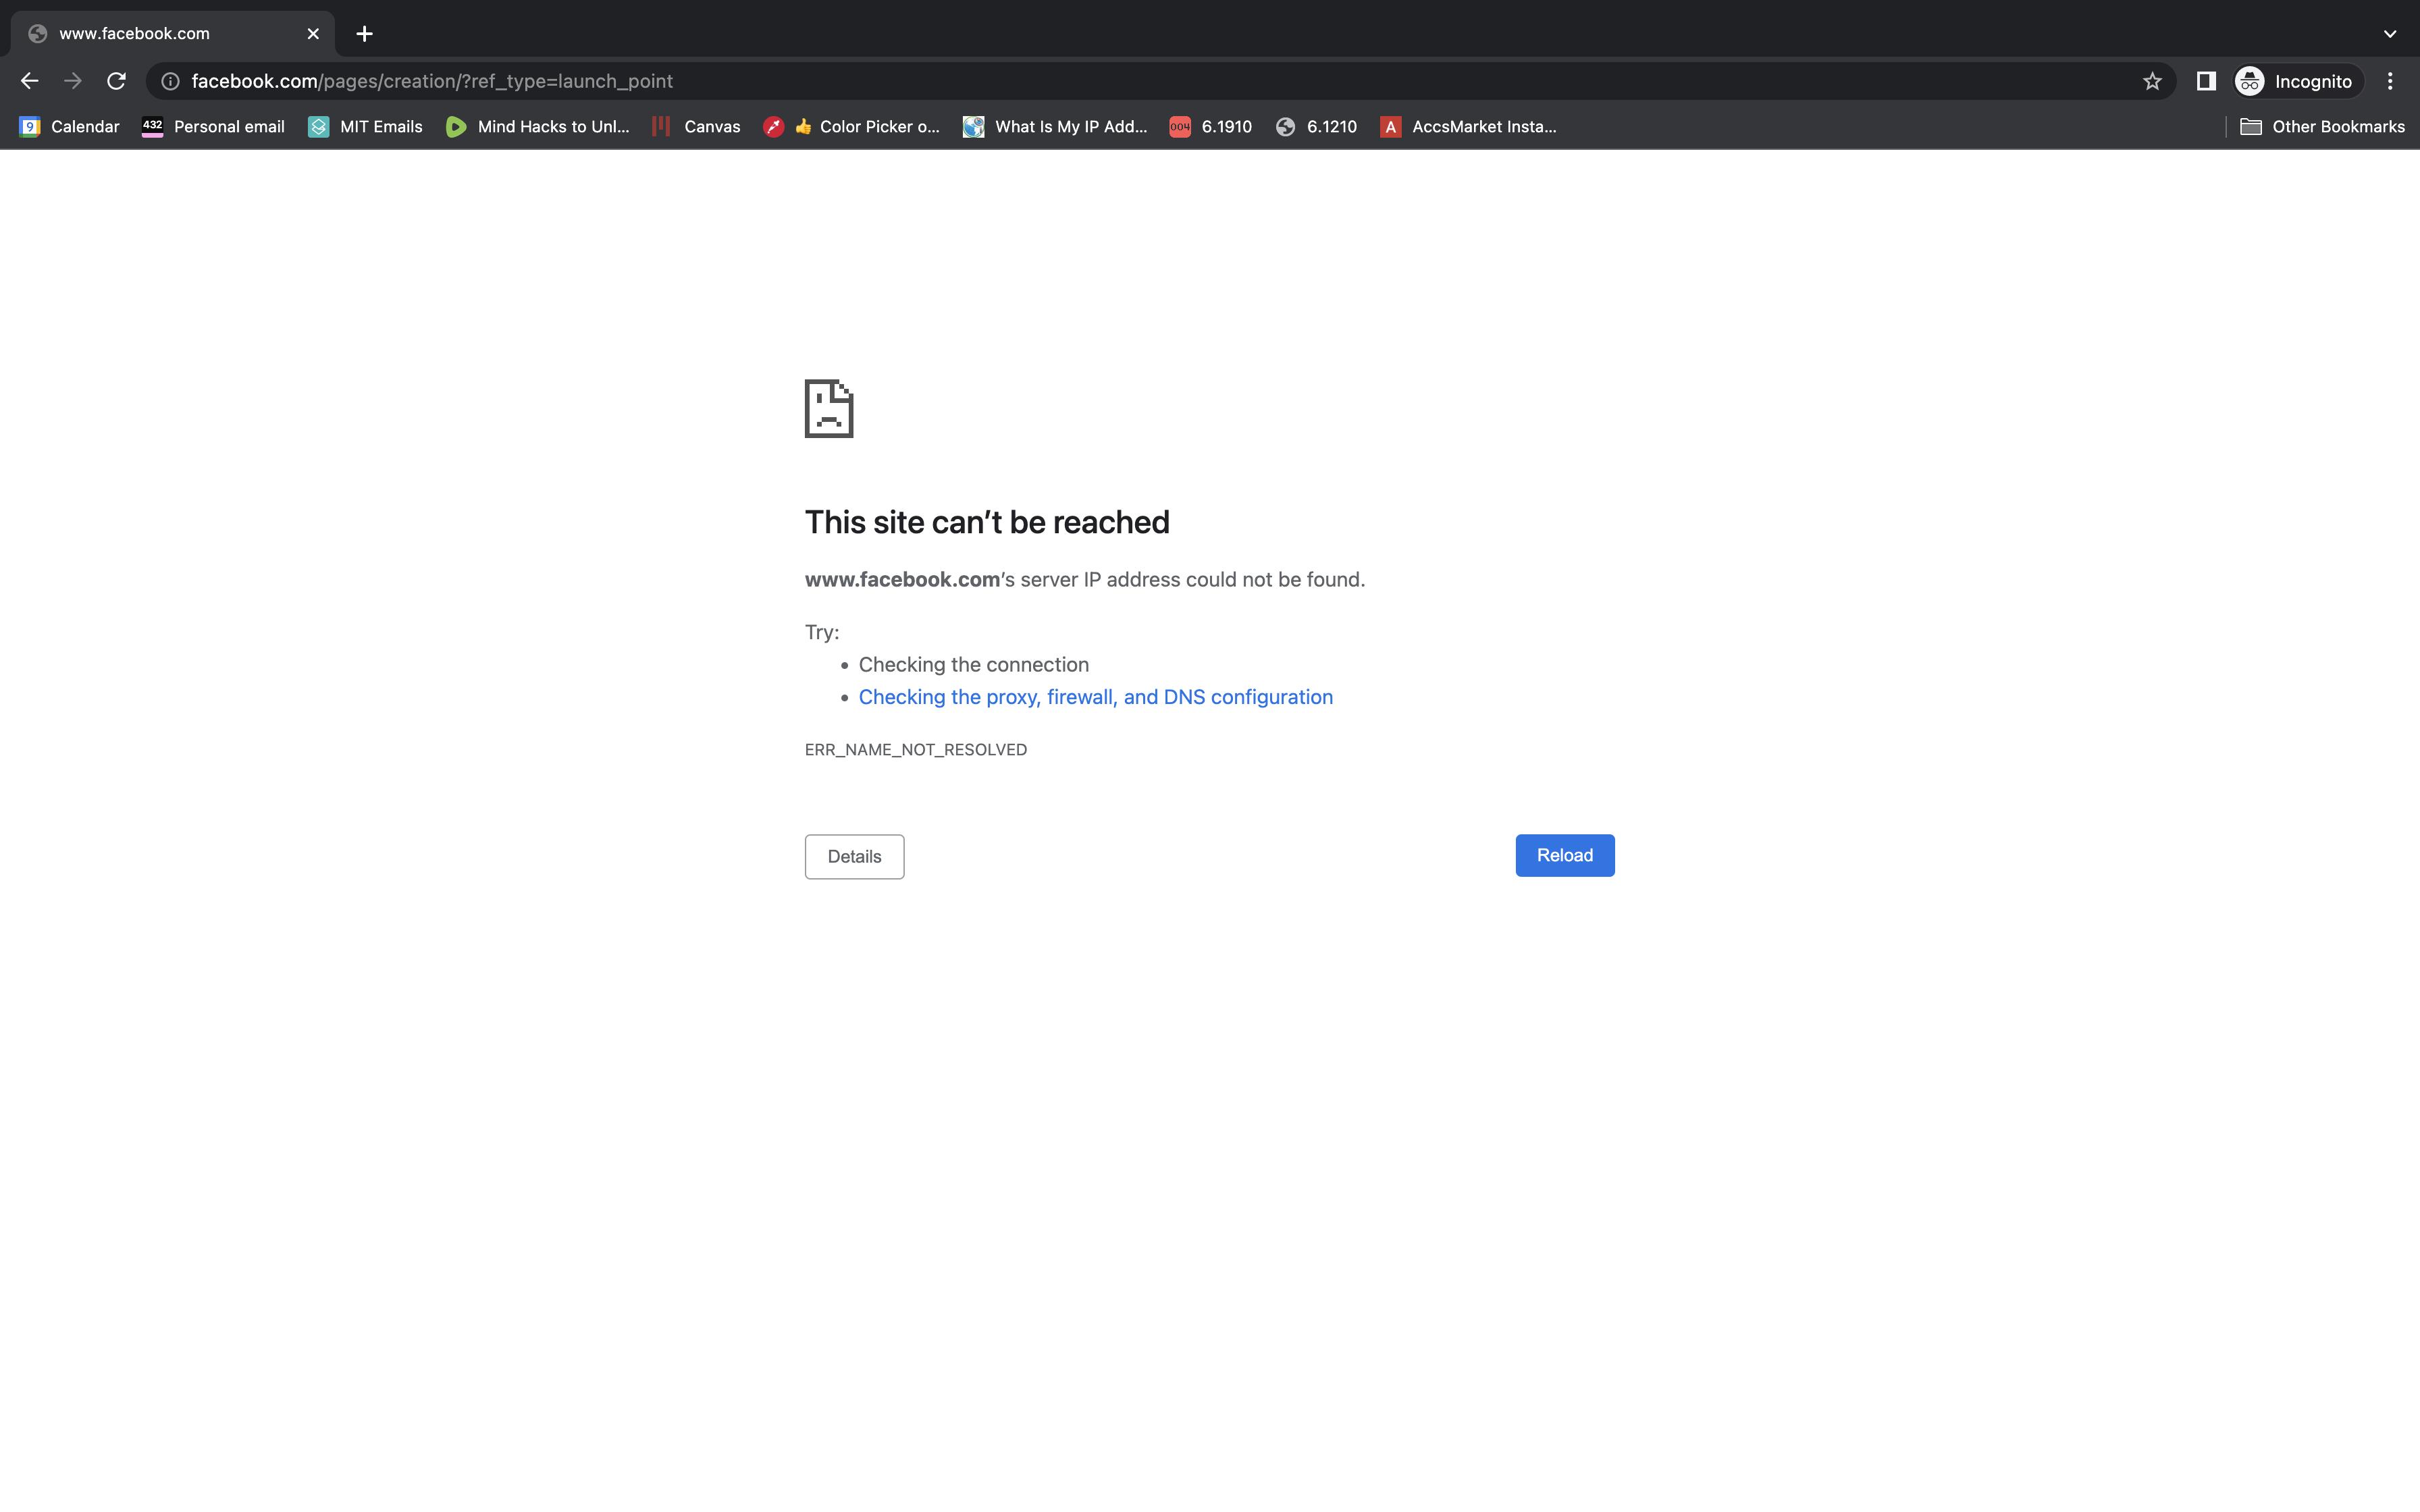 www.facebook.com
facebook.com/pages/creation/?ref_type=launch_point
Incognito
9 Calendar 432 Personal email MIT Emails Mind Hacks to Unl... Canvas 👍 Color Picker o... What Is My IP Add... 004 6.1910 6.1210 A AccsMarket Insta... Other Bookmarks
This site can’t be reached
www.facebook.com’s server IP address could not be found.
Try:
• Checking the connection
• Checking the proxy, firewall, and DNS configuration
ERR_NAME_NOT_RESOLVED
Details
Reload